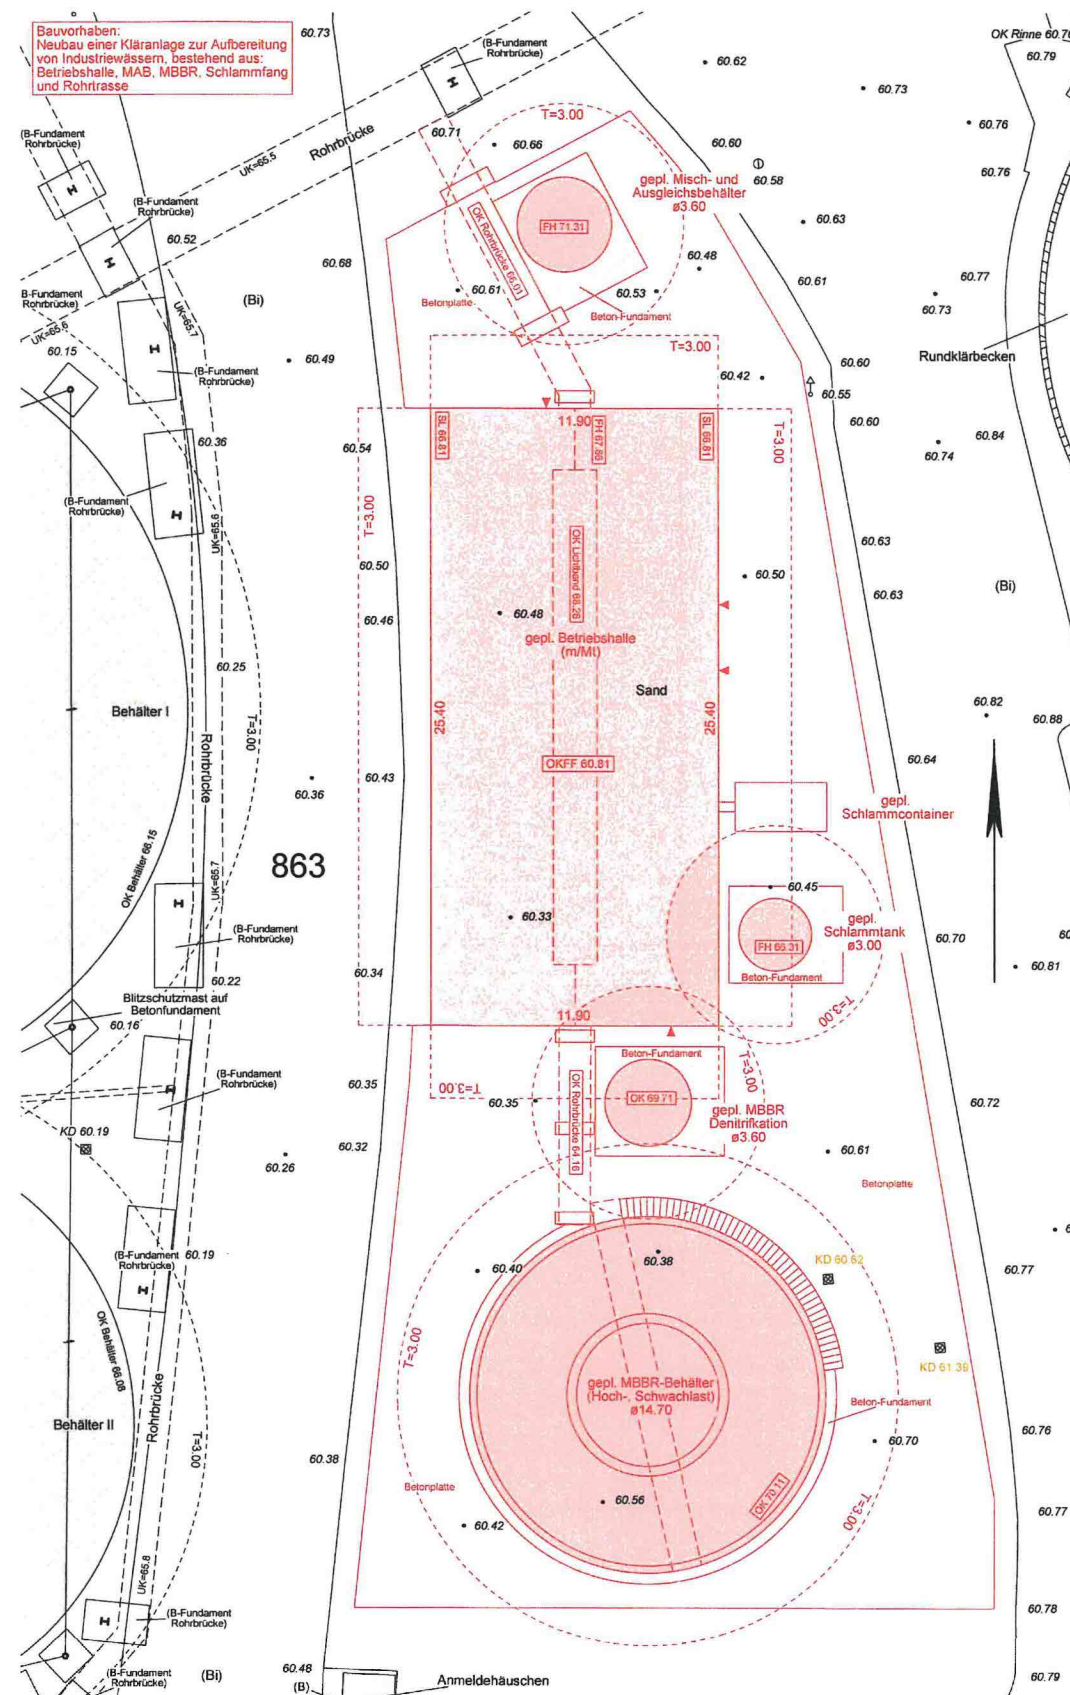 Bauvorhaben:
Neubau einer Kläranlage zur Aufbereitung
von Industriewässern, bestehend aus:
Betriebshalle, MAB, MBBR, Schlammfang
und Rohrtrasse
60.73
(B-Fundament
Rohrbrücke)
OK Rinne 60.76
60.79
60.62
60.73
(B-Fundament
Rohrbrücke)
Rohrbrücke
UK=65.5
60.71
60.66
T=3.00
60.60
60.76
60.76
gepl. Misch- und
Ausgleichsbehälter
ø3.60
60.58
(B-Fundament
Rohrbrücke)
60.52
FH 71.31
60.63
60.68
OK Rohrbrücke 66.01
60.48
60.77
60.61
60.53
60.61
60.73
(B-Fundament
Rohrbrücke)
(Bi)
Betonplatte
Beton-Fundament
UK=65.6
UK=65.7
60.15
60.49
T=3.00
60.60
Rundklärbecken
(B-Fundament
Rohrbrücke)
60.42
60.55
60.60
11.90
SL 66.81
FH 67.86
SL 66.81
60.36
60.54
T=3.00
60.84
60.74
(B-Fundament
Rohrbrücke)
T=3.00
UK=65.6
OK Lichtband 68.26
60.63
60.50
60.50
60.63
(Bi)
60.46
60.48
gepl. Betriebshalle
(m/Mt)
60.25
Sand
Behälter I
Rohrbrücke
T=3.00
25.40
25.40
60.82
60.88
60.64
OKFF 60.81
60.43
60.36
gepl.
Schlammcontainer
OK Behälter 66.15
863
UK=65.7
60.45
60.33
gepl.
Schlammtank
ø3.00
(B-Fundament
Rohrbrücke)
FH 66.31
60.70
60.81
60.34
60.22
Beton-Fundament
Blitzschutzmast auf
Betonfundament
60.16
11.90
T=3.00
Beton-Fundament
(B-Fundament
Rohrbrücke)
60.35
T=3.00
60.35
OK Rohrbrücke 64.16
OK 69.71
T=3.00
gepl. MBBR
Denitrifkation
ø3.60
60.72
KD 60.19
60.26
60.32
60.61
Betonplatte
(B-Fundament
Rohrbrücke)
60.19
60.40
60.38
KD 60.62
60.77
T=3.00
KD 61.39
OK Behälter 66.08
gepl. MBBR-Behälter
(Hoch-, Schwachlast)
ø14.70
Beton-Fundament
Behälter II
Rohrbrücke
T=3.00
60.38
60.70
60.76
Betonplatte
60.56
OK 70.11
T=3.00
60.42
60.77
UK=65.8
(B-Fundament
Rohrbrücke)
60.78
(B-Fundament
Rohrbrücke)
(Bi)
60.48
(B)
Anmeldehäuschen
60.79